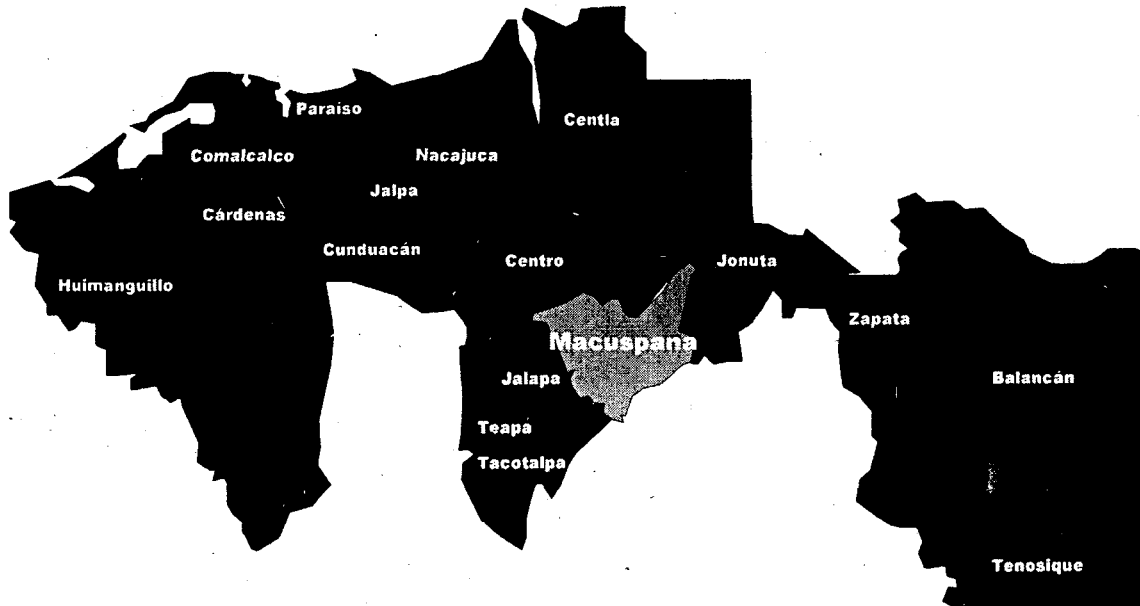 Paraíso
Centla
Comalcalco
Nacajuca
Jalpa
Cárdenas
Cunduacán
Centro
Jonuta
Huimanguillo
Zapata
Macuspana
Jalapa
Balancán
Teapa
Tacotalpa
Tenosique